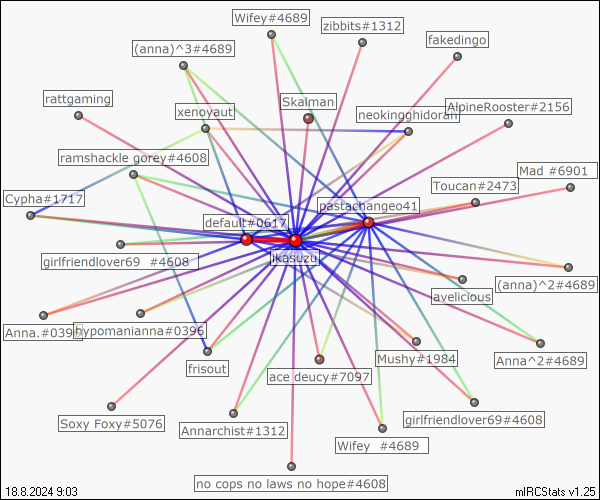 Wifey#4689
zibbits#1312
(anna)^3#4689
fakedingo
rattgaming
Skalman
xenoyaut
neokingghidorah
AlpineRooster#2156
ramshackle gorey#4608
Mad #6901
Toucan#2473
Cypha#1717
default#0617
pastachangeo41
ikasuzu
girlfriendlover69 #4608
(anna)^2#4689
avelicious
Anna.#0396
hypomanianna#0396
Mushy#1984
Anna^2#4689
frisout
ace deucy#7097
Soxy Foxy#5076
Annarchist#1312
girlfriendlover69#4608
Wifey #4689
no cops no laws no hope#4608
18.8.2024 9:03
mIRCStats v1.25